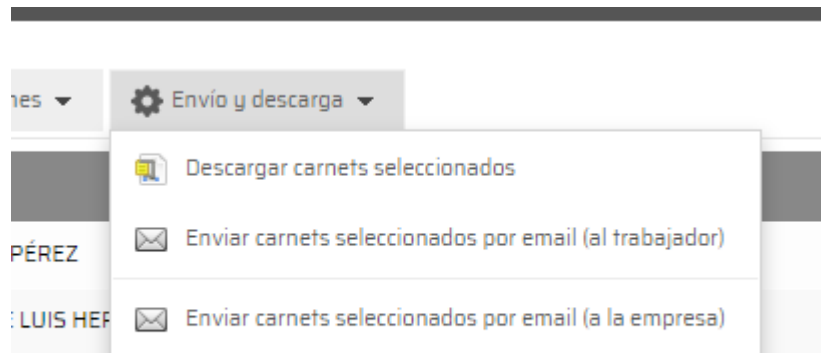 nes
Envío y descarga
Descargar carnets seleccionados
PÉREZ
Enviar carnets seleccionados por email (al trabajador)
LUIS HER
Enviar carnets seleccionados por email (a la empresa)